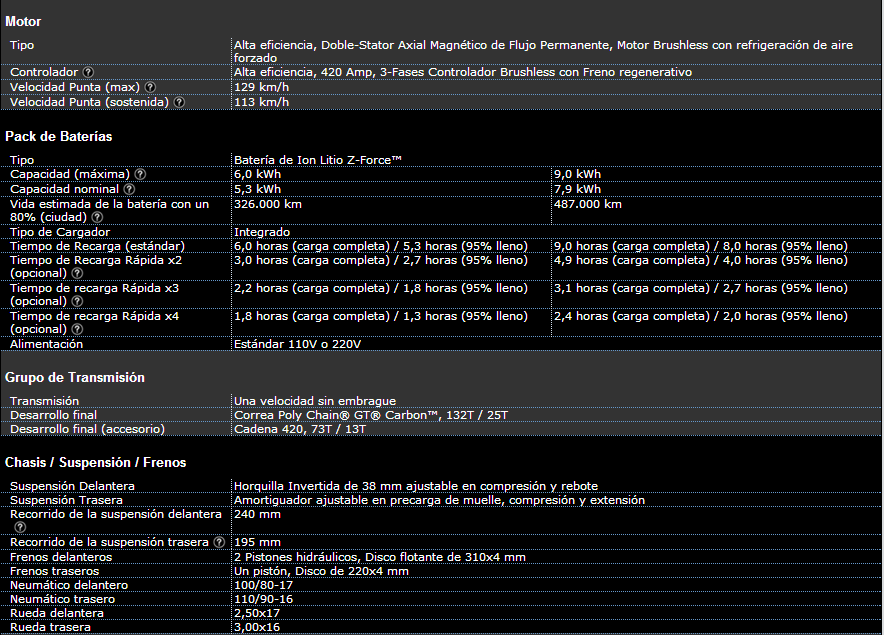 Motor
Tipo Alta eficiencia, Doble-Stator Axial Magnético de Flujo Permanente, Motor Brushless con refrigeración de aire
forzado
Controlador ? Alta eficiencia, 420 Amp, 3-Fases Controlador Brushless con Freno regenerativo
Velocidad Punta (max) ? 129 km/h
Velocidad Punta (sostenida) ? 113 km/h
Pack de Baterías
Tipo Batería de Ion Litio Z-Force™
Capacidad (máxima) ? 6,0 kWh 9,0 kWh
Capacidad nominal ? 5,3 kWh 7,9 kWh
Vida estimada de la batería con un 326.000 km 487.000 km
80% (ciudad) ?
Tipo de Cargador Integrado
Tiempo de Recarga (estándar) 6,0 horas (carga completa) / 5,3 horas (95% lleno) 9,0 horas (carga completa) / 8,0 horas (95% lleno)
Tiempo de Recarga Rápida x2 3,0 horas (carga completa) / 2,7 horas (95% lleno) 4,9 horas (carga completa) / 4,0 horas (95% lleno)
(opcional) ?
Tiempo de recarga Rápida x3 2,2 horas (carga completa) / 1,8 horas (95% lleno) 3,1 horas (carga completa) / 2,7 horas (95% lleno)
(opcional) ?
Tiempo de recarga Rápida x4 1,8 horas (carga completa) / 1,3 horas (95% lleno) 2,4 horas (carga completa) / 2,0 horas (95% lleno)
(opcional) ?
Alimentación Estándar 110V o 220V
Grupo de Transmisión
Transmisión Una velocidad sin embrague
Desarrollo final Correa Poly Chain® GT® Carbon™, 132T / 25T
Desarrollo final (accesorio) Cadena 420, 73T / 13T
Chasis / Suspensión / Frenos
Suspensión Delantera Horquilla Invertida de 38 mm ajustable en compresión y rebote
Suspensión Trasera Amortiguador ajustable en precarga de muelle, compresión y extensión
Recorrido de la suspensión delantera 240 mm
?
Recorrido de la suspensión trasera ? 195 mm
Frenos delanteros 2 Pistones hidráulicos, Disco flotante de 310x4 mm
Frenos traseros Un pistón, Disco de 220x4 mm
Neumático delantero 100/80-17
Neumático trasero 110/90-16
Rueda delantera 2,50x17
Rueda trasera 3,00x16